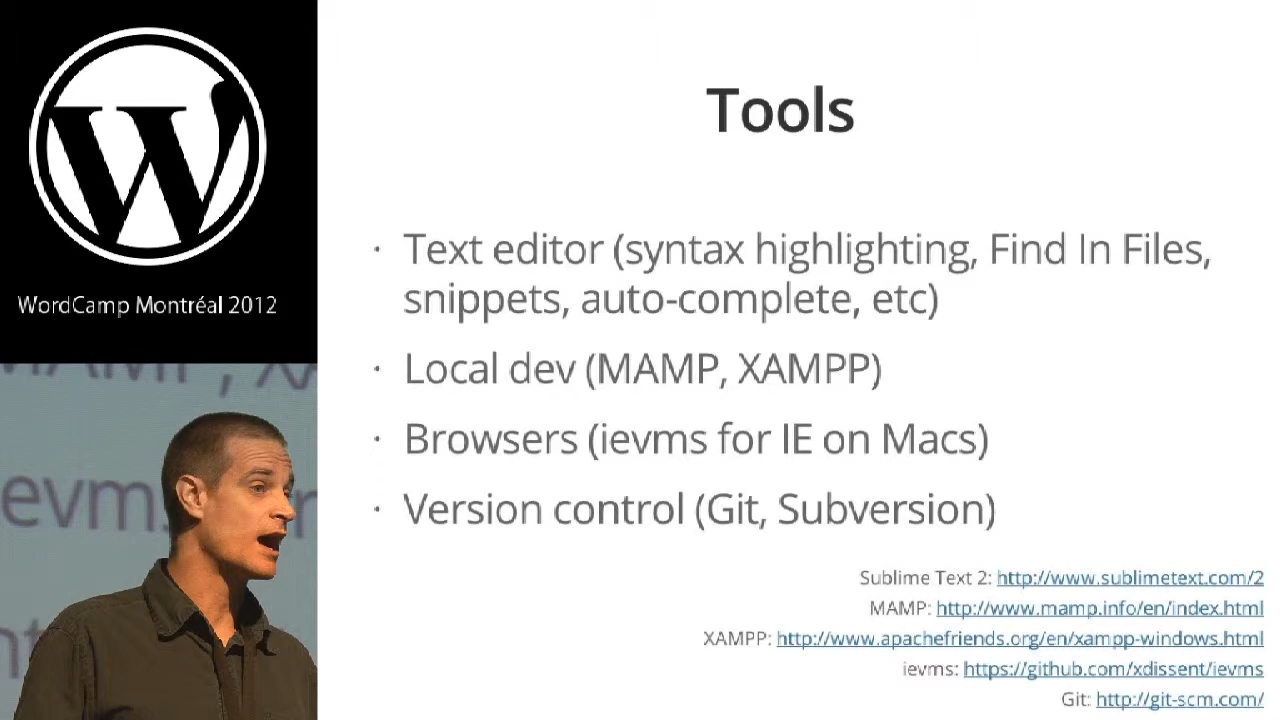 WordCamp Montréal 2012
Tools
· Text editor (syntax highlighting, Find In Files,
snippets, auto-complete, etc)
· Local dev (MAMP, XAMPP)
· Browsers (ievms for IE on Macs)
· Version control (Git, Subversion)
Sublime Text 2: http://www.sublimetext.com/2
MAMP: http://www.mamp.info/en/index.html
XAMPP: http://www.apachefriends.org/en/xampp-windows.html
ievms: https://github.com/xdissent/ievms
Git: http://git-scm.com/
MAMP, XA
ievms